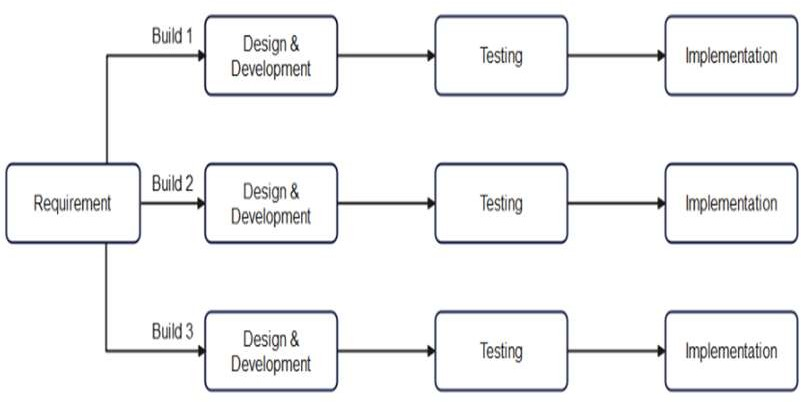 Build 1
Design &
Development
Testing
Implementation
Requirement
Build 2
Design &
Development
Testing
Implementation
Build 3
Design &
Development
Testing
Implementation